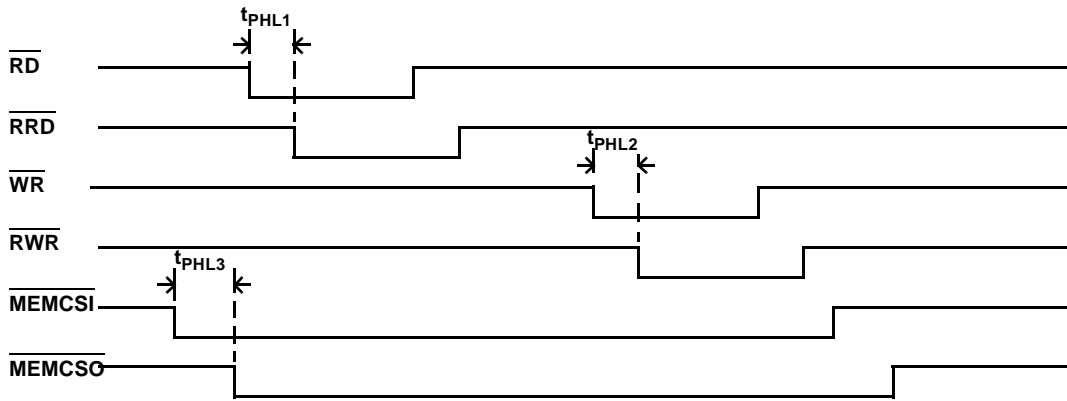 tPHL1
RD
RRD
tPHL2
WR
RWR
tPHL3
MEMCSI
MEMCSO